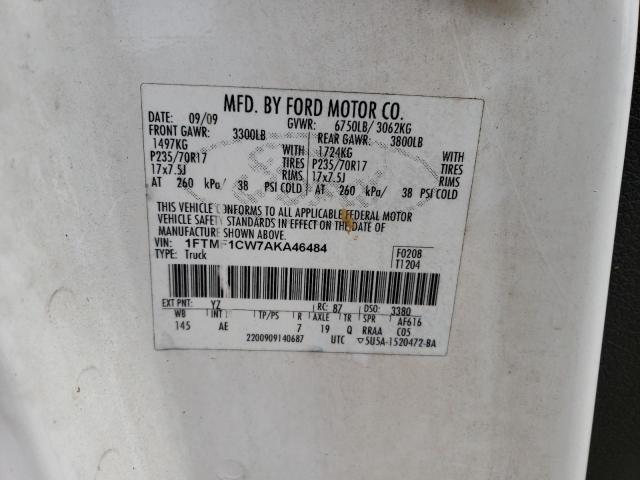 MFD. BY FORD MOTOR CO.
DATE: 09/09 GVWR: 6750LB/ 3062KG
FRONT GAWR: 3300LB REAR GAWR: 3800LB
1497KG WITH 1724KG WITH
P235/70R17 TIRES P235/70R17 TIRES
17x7.5J RIMS 17x7.5J RIMS
AT 260 kPa/ 38 PSI COLD AT 260 kPa/ 38 PSI COLD
THIS VEHICLE CONFORMS TO ALL APPLICABLE FEDERAL MOTOR
VEHICLE SAFETY STANDARDS IN EFFECT ON THE DATE OF
MANUFACTURE SHOWN ABOVE.
VIN: 1FTMF1CW7AKA46484 F0208
TYPE: Truck T1204
EXT PNT: YZ RC: 87 DSO: 3380
WB INT TP/PS R AXLE TR SPR AF616
145 AE 7 19 Q RRAA C05
2200909140687 UTC ▽5U5A-1520472-BA